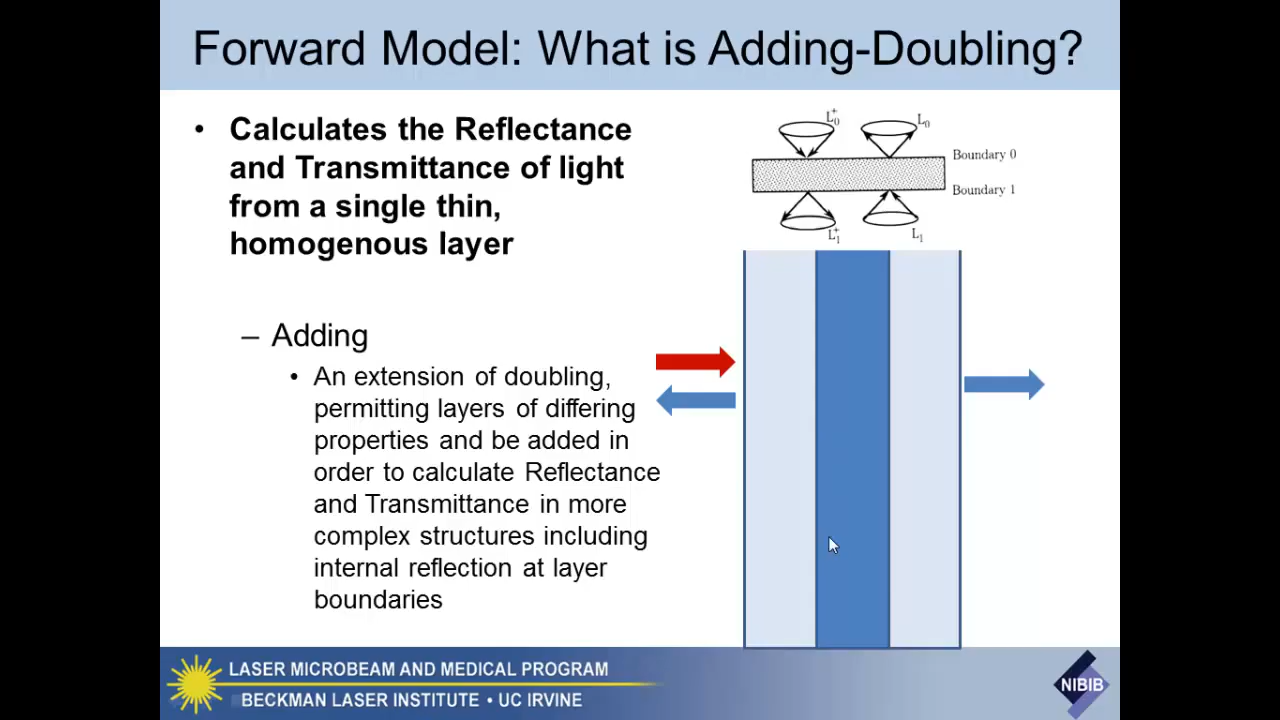 Forward Model: What is Adding-Doubling?
• Calculates the Reflectance
and Transmittance of light
from a single thin,
homogenous layer
– Adding
• An extension of doubling,
permitting layers of differing
properties and be added in
order to calculate Reflectance
and Transmittance in more
complex structures including
internal reflection at layer
boundaries
L₀⁺
L₀⁻
Boundary 0
Boundary 1
L₁⁺
L₁⁻
LASER MICROBEAM AND MEDICAL PROGRAM
BECKMAN LASER INSTITUTE • UC IRVINE
NIBIB